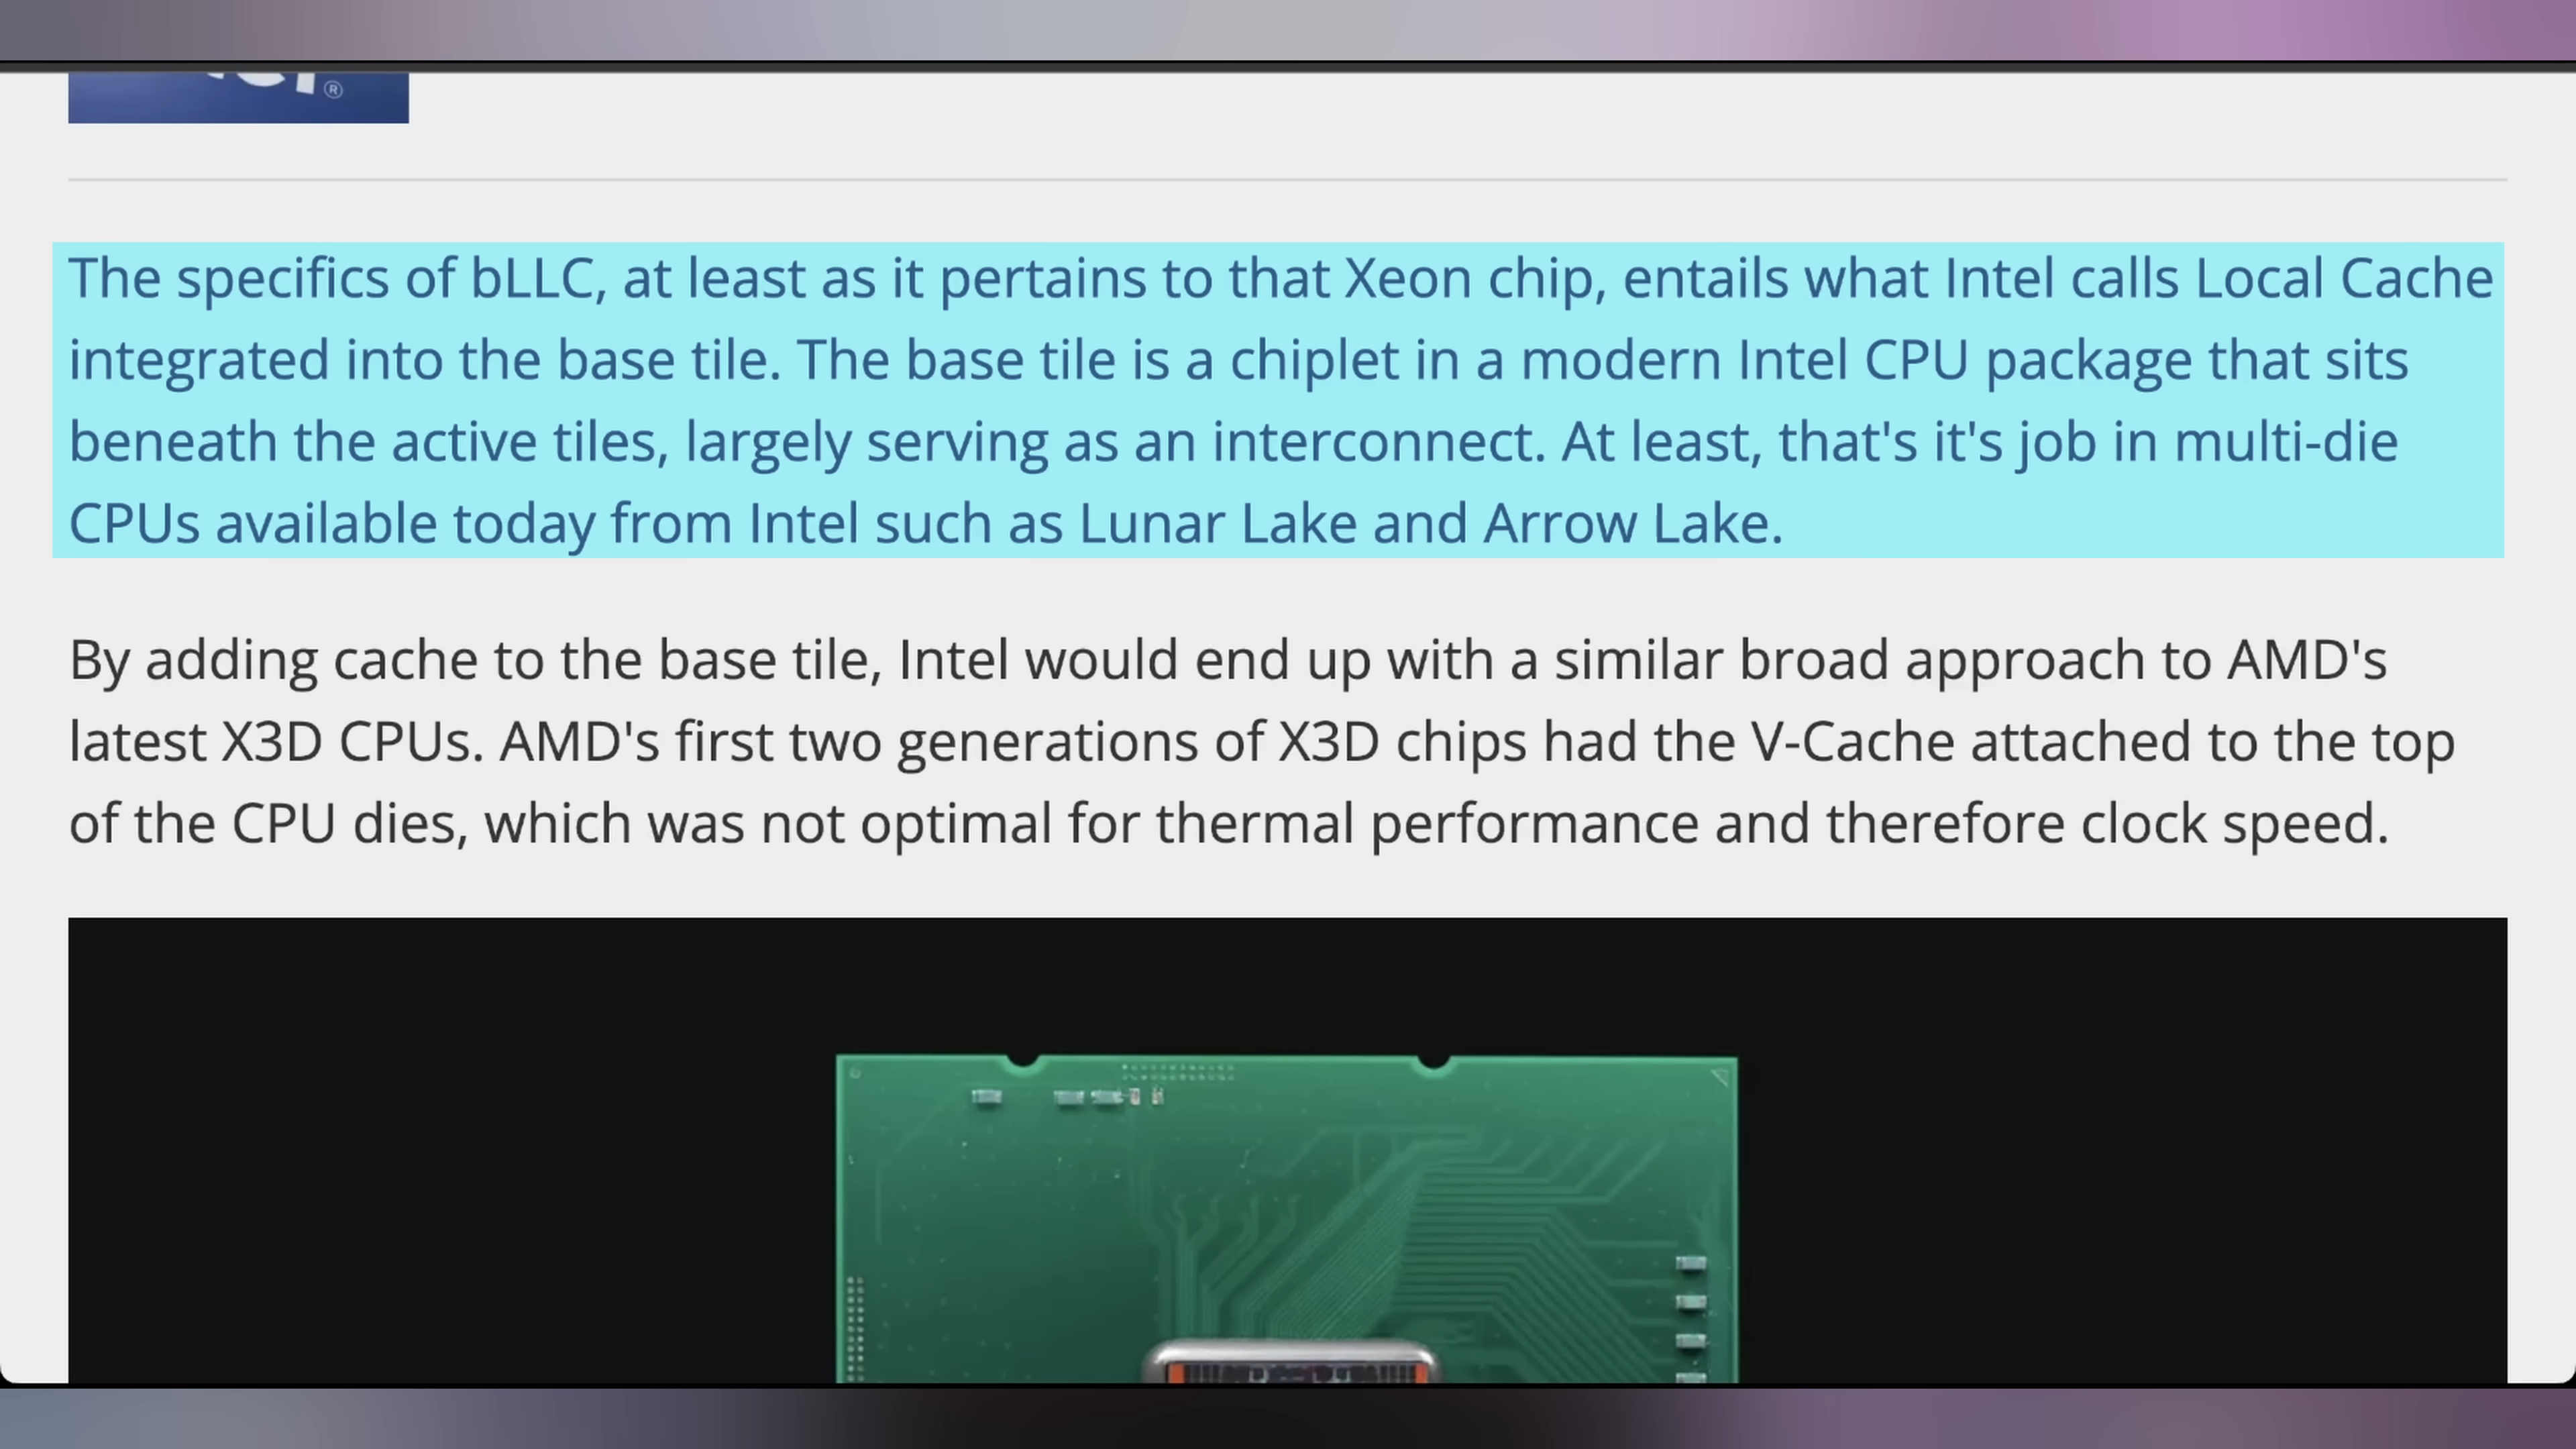 The specifics of bLLC, at least as it pertains to that Xeon chip, entails what Intel calls Local Cache
integrated into the base tile. The base tile is a chiplet in a modern Intel CPU package that sits
beneath the active tiles, largely serving as an interconnect. At least, that's it's job in multi-die
CPUs available today from Intel such as Lunar Lake and Arrow Lake.
By adding cache to the base tile, Intel would end up with a similar broad approach to AMD's
latest X3D CPUs. AMD's first two generations of X3D chips had the V-Cache attached to the top
of the CPU dies, which was not optimal for thermal performance and therefore clock speed.